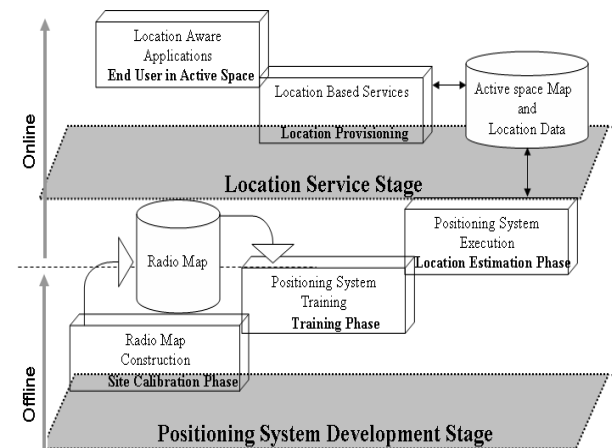 Location Aware
Applications
End User in Active Space
Location Based Services
Location Provisioning
Active space Map
and
Location Data
Online
Location Service Stage
Positioning System
Execution
Location Estimation Phase
Radio Map
Positioning System
Training
Training Phase
Radio Map
Construction
Site Calibration Phase
Offline
Positioning System Development Stage